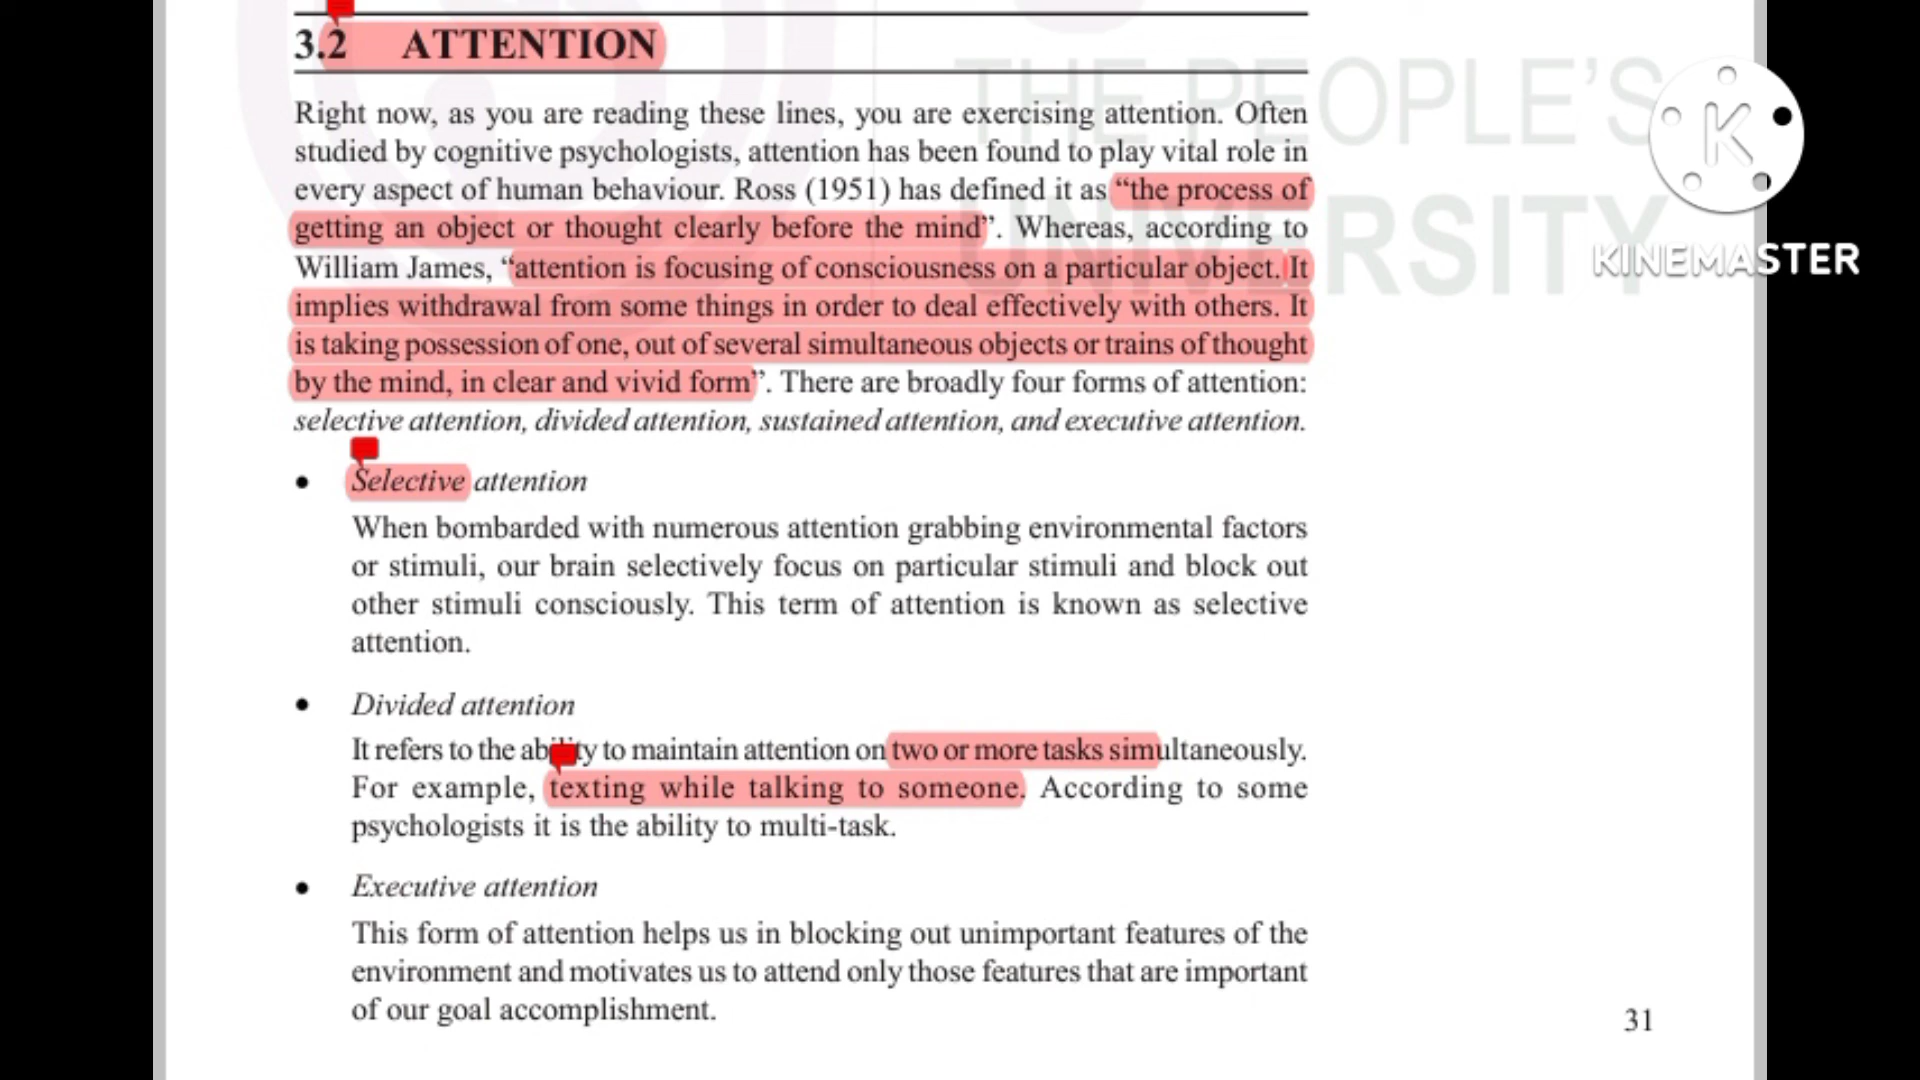 3.2 ATTENTION
Right now, as you are reading these lines, you are exercising attention. Often
studied by cognitive psychologists, attention has been found to play vital role in
every aspect of human behaviour. Ross (1951) has defined it as “the process of
getting an object or thought clearly before the mind”. Whereas, according to
William James, “attention is focusing of consciousness on a particular object. It
implies withdrawal from some things in order to deal effectively with others. It
is taking possession of one, out of several simultaneous objects or trains of thought
by the mind, in clear and vivid form”. There are broadly four forms of attention:
selective attention, divided attention, sustained attention, and executive attention.
• Selective attention
When bombarded with numerous attention grabbing environmental factors
or stimuli, our brain selectively focus on particular stimuli and block out
other stimuli consciously. This term of attention is known as selective
attention.
• Divided attention
It refers to the ability to maintain attention on two or more tasks simultaneously.
For example, texting while talking to someone. According to some
psychologists it is the ability to multi-task.
• Executive attention
This form of attention helps us in blocking out unimportant features of the
environment and motivates us to attend only those features that are important
of our goal accomplishment.
31
THE PEOPLE’S
UNIVERSITY
K
KINEMASTER